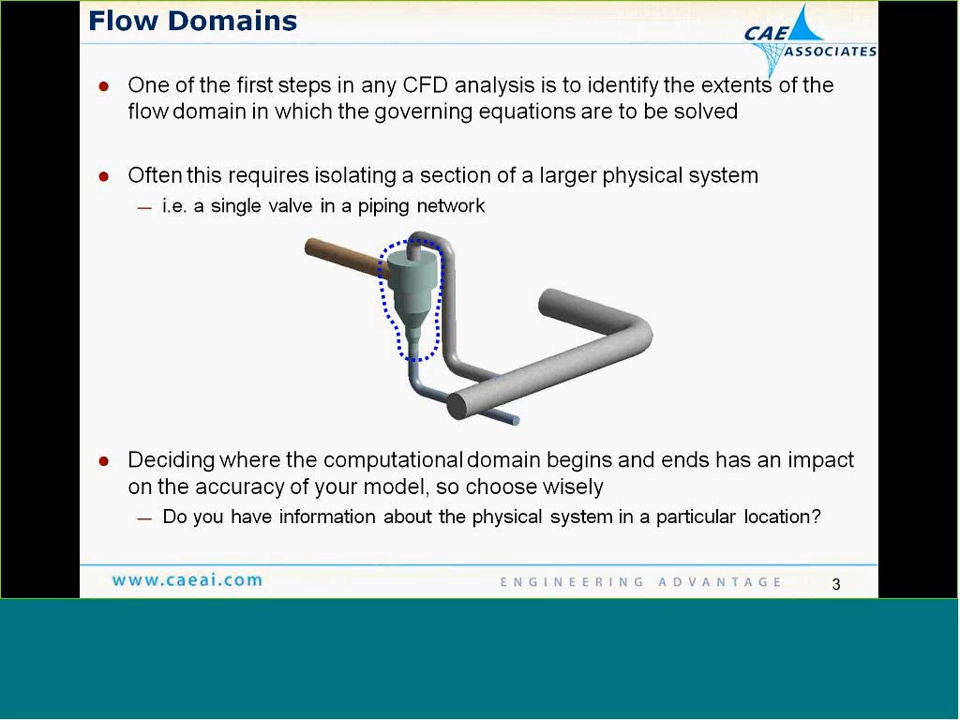 Flow Domains
CAE
ASSOCIATES
● One of the first steps in any CFD analysis is to identify the extents of the
flow domain in which the governing equations are to be solved
● Often this requires isolating a section of a larger physical system
— i.e. a single valve in a piping network
● Deciding where the computational domain begins and ends has an impact
on the accuracy of your model, so choose wisely
— Do you have information about the physical system in a particular location?
www.caeai.com
ENGINEERING ADVANTAGE
3